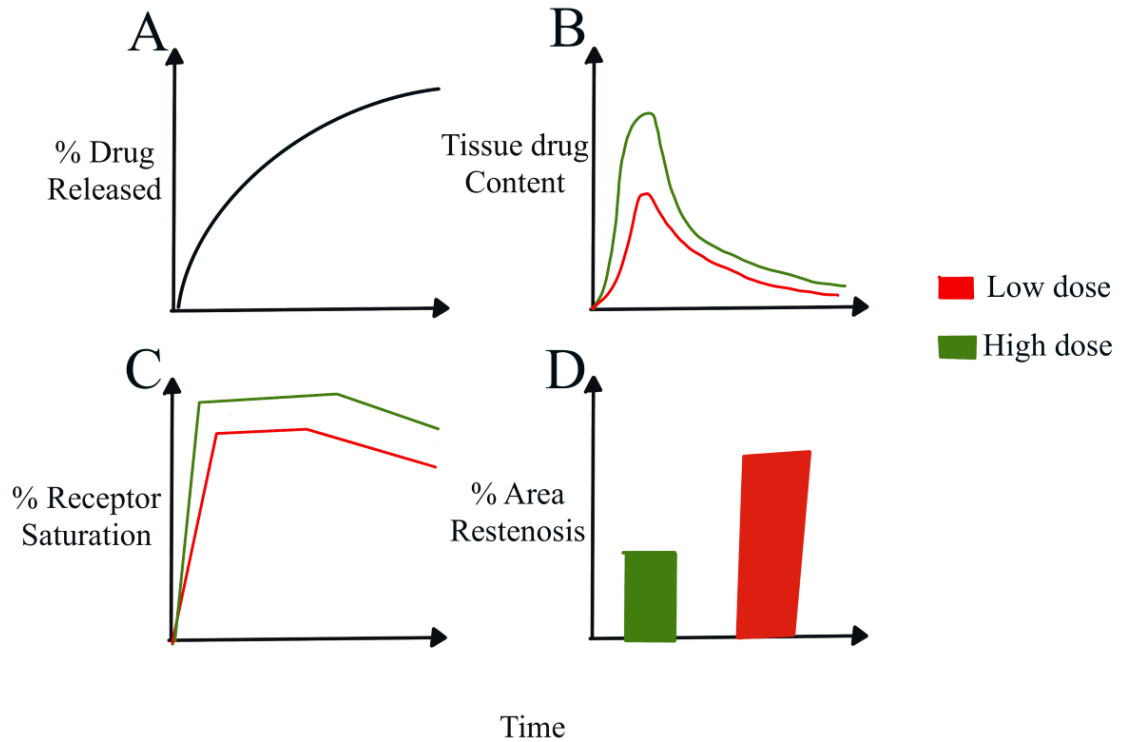 A
% Drug
Released
B
Tissue drug
Content
Low dose
High dose
C
% Receptor
Saturation
D
% Area
Restenosis
Time